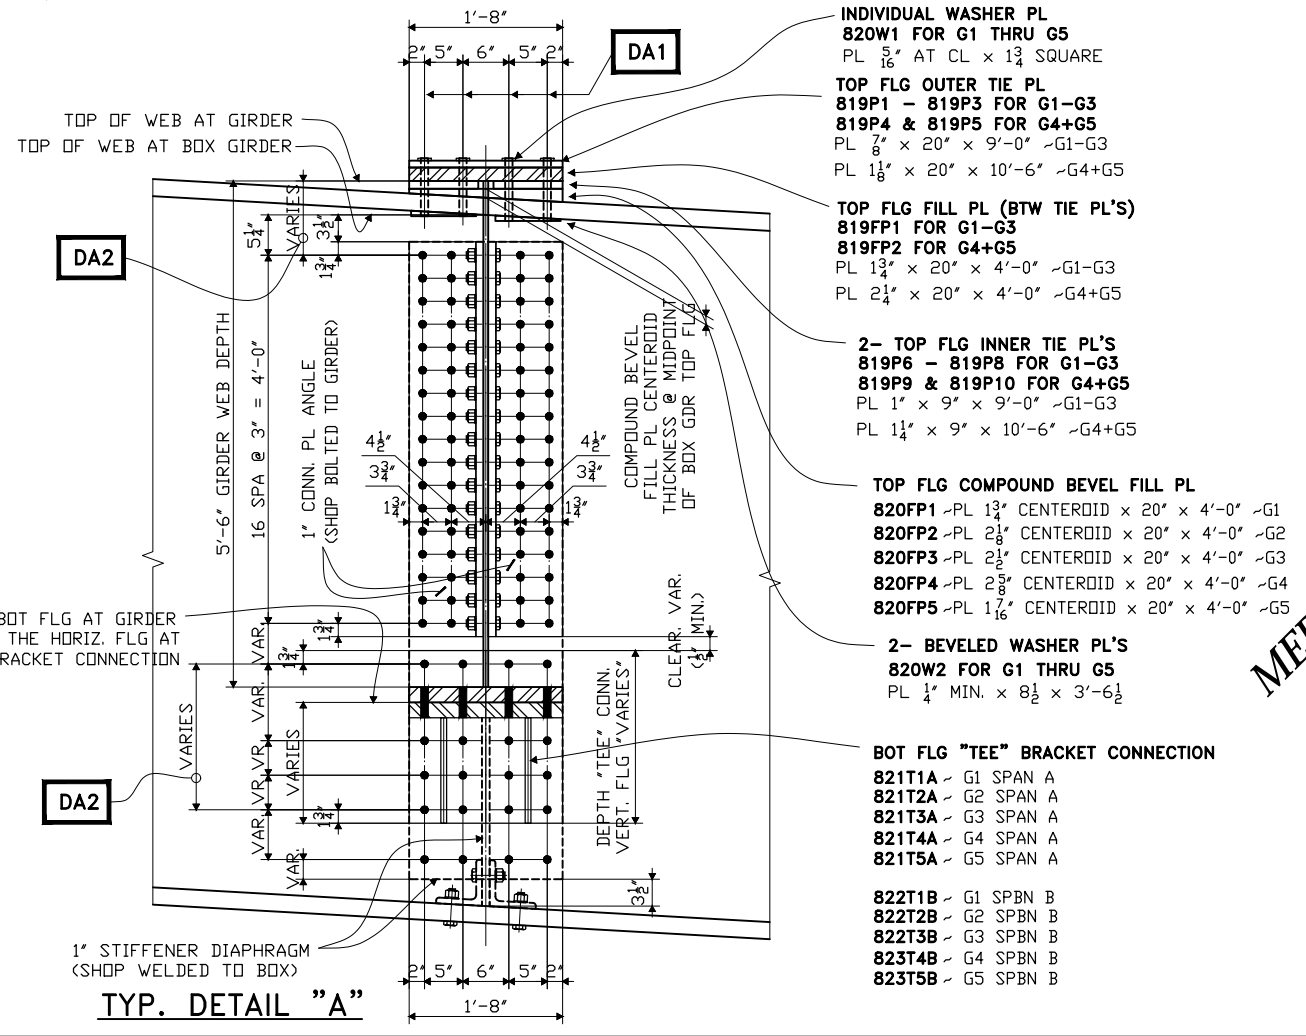 1'-8"
2" 5" 6" 5" 2"
DA1
TOP OF WEB AT GIRDER
TOP OF WEB AT BOX GIRDER
INDIVIDUAL WASHER PL
820W1 FOR G1 THRU G5
PL 5/16" AT CL x 1 3/4 SQUARE
TOP FLG OUTER TIE PL
819P1 - 819P3 FOR G1-G3
819P4 & 819P5 FOR G4+G5
PL 7/8" x 20" x 9'-0" ~G1-G3
PL 1 1/8" x 20" x 10'-6" ~G4+G5
TOP FLG FILL PL (BTW TIE PL'S)
819FP1 FOR G1-G3
819FP2 FOR G4+G5
PL 1 3/4" x 20" x 4'-0" ~G1-G3
PL 2 1/4" x 20" x 4'-0" ~G4+G5
2- TOP FLG INNER TIE PL'S
819P6 - 819P8 FOR G1-G3
819P9 & 819P10 FOR G4+G5
PL 1" x 9" x 9'-0" ~G1-G3
PL 1 1/4" x 9" x 10'-6" ~G4+G5
TOP FLG COMPOUND BEVEL FILL PL
820FP1 ~PL 1 3/4" CENTEROID x 20" x 4'-0" ~G1
820FP2 ~PL 2 1/8" CENTEROID x 20" x 4'-0" ~G2
820FP3 ~PL 2 1/2" CENTEROID x 20" x 4'-0" ~G3
820FP4 ~PL 2 5/8" CENTEROID x 20" x 4'-0" ~G4
820FP5 ~PL 1 7/16" CENTEROID x 20" x 4'-0" ~G5
2- BEVELED WASHER PL'S
820W2 FOR G1 THRU G5
PL 1/4" MIN. x 8 1/2 x 3'-6 1/2
BOT FLG "TEE" BRACKET CONNECTION
821T1A ~ G1 SPAN A
821T2A ~ G2 SPAN A
821T3A ~ G3 SPAN A
821T4A ~ G4 SPAN A
821T5A ~ G5 SPAN A
822T1B ~ G1 SPBN B
822T2B ~ G2 SPBN B
822T3B ~ G3 SPBN B
823T4B ~ G4 SPBN B
823T5B ~ G5 SPBN B
DA2
5 1/4"
VARIES
3 1/2"
1 3/4"
5'-6" GIRDER WEB DEPTH
16 SPA @ 3" = 4'-0"
1" CONN. PL ANGLE
(SHOP BOLTED TO GIRDER)
4 1/2"
3 3/4"
1 3/4"
4 1/2"
3 3/4"
1 3/4"
COMPOUND BEVEL
FILL PL CENTEROID
THICKNESS @ MIDPOINT
OF BOX GDR TOP FLG
BOT FLG AT GIRDER
THE HORIZ. FLG AT
RACKET CONNECTION
VAR.
1 3/4"
1 3/4"
CLEAR. VAR.
(1/2" MIN.)
VARIES
VAR.
VR
VR
VAR.
VARIES
1 3/4"
VAR.
DEPTH "TEE" CONN.
VERT. FLG "VARIES"
DA2
3 1/2"
1" STIFFENER DIAPHRAGM
(SHOP WELDED TO BOX)
2" 5" 6" 5" 2"
1'-8"
TYP. DETAIL "A"